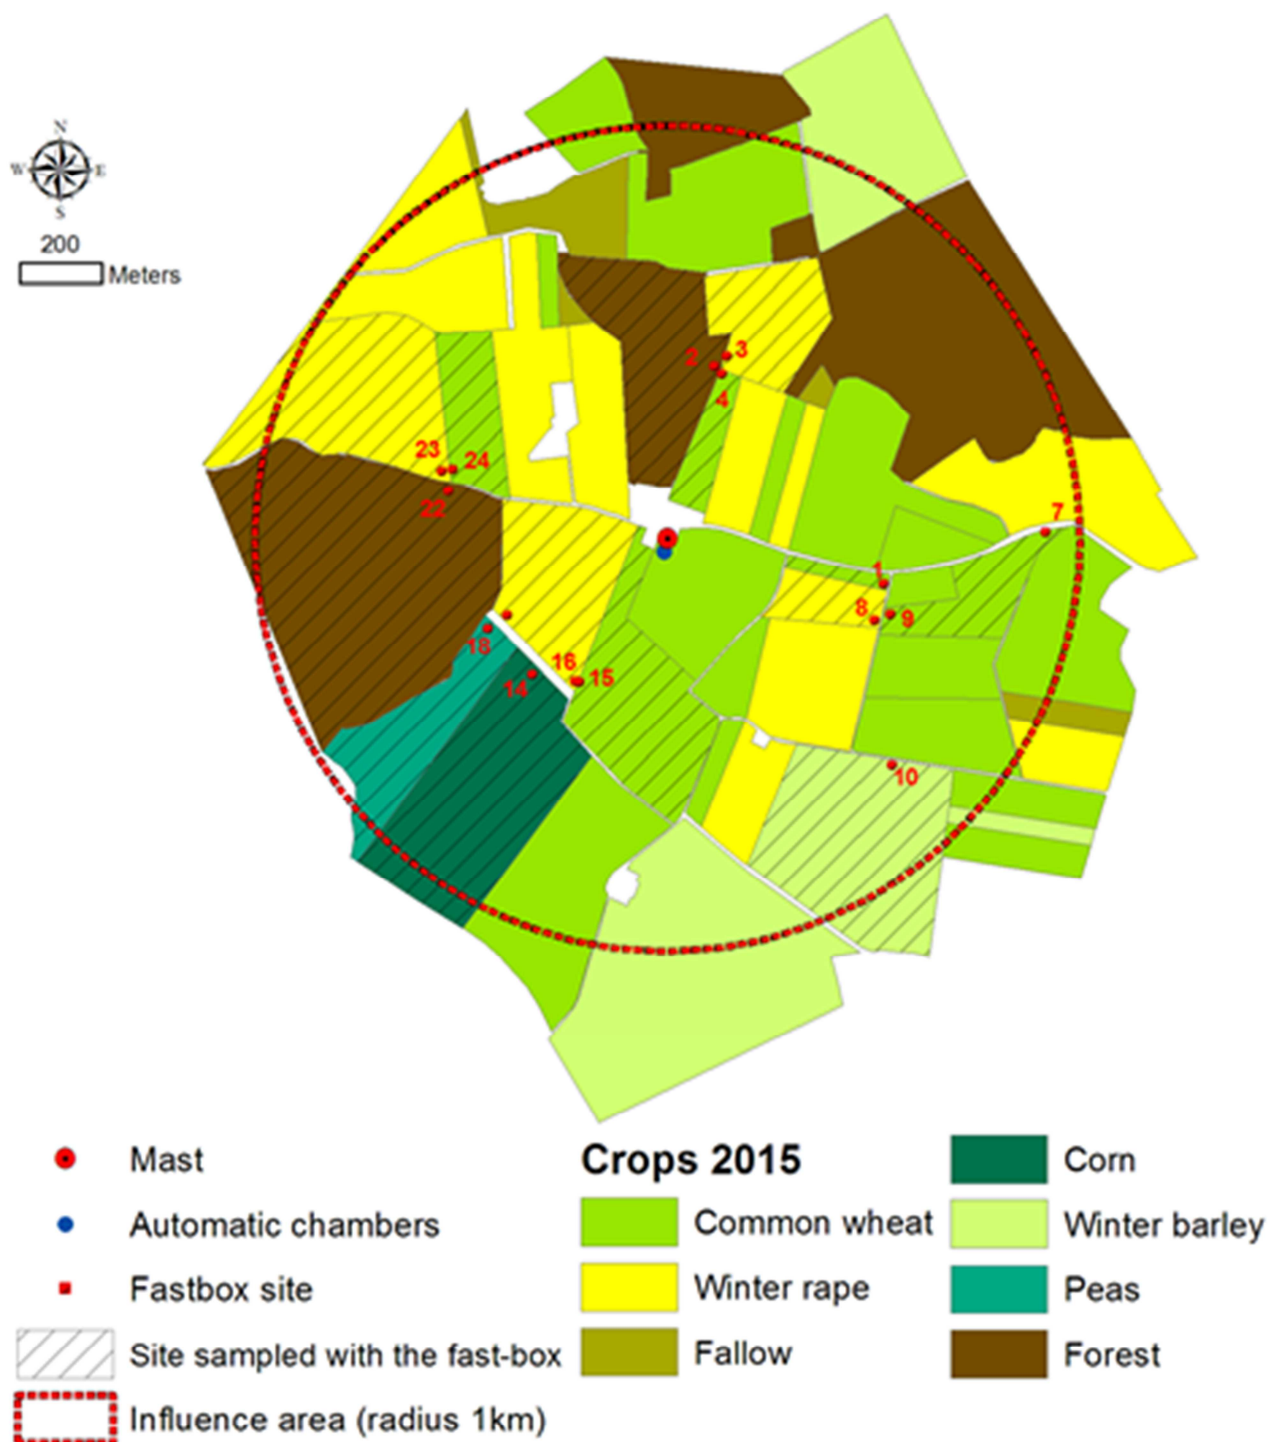 N
W E
S
200
Meters
2 3
4
23 24
22
7
1
8 9
18
16 15
14
10
Mast
Automatic chambers
Fastbox site
Site sampled with the fast-box
Influence area (radius 1km)
Crops 2015
Common wheat
Winter rape
Fallow
Corn
Winter barley
Peas
Forest